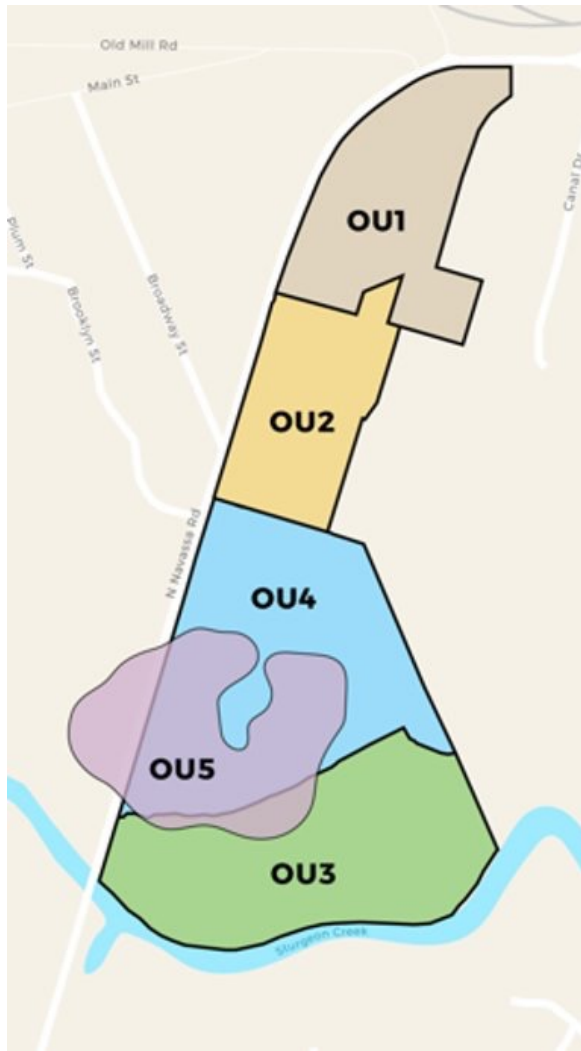 Old Mill Rd
Main St
OU1
Canal Dr
Plum St
Brooklyn St
Broadway St
OU2
N Navassa Rd
OU4
OU5
OU3
Sturgeon Creek